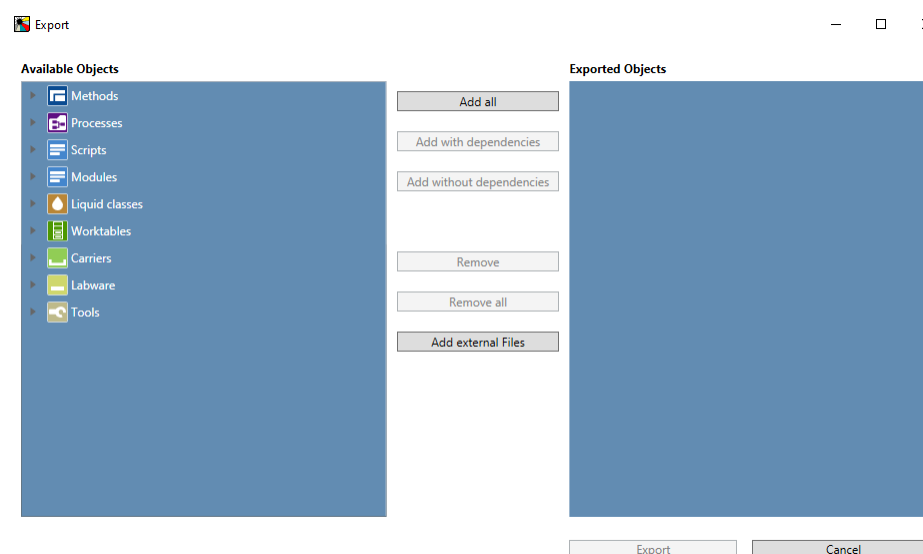 Export
Available Objects
Methods
Processes
Scripts
Modules
Liquid classes
Worktables
Carriers
Labware
Tools
Add all
Add with dependencies
Add without dependencies
Remove
Remove all
Add external Files
Exported Objects
Export
Cancel